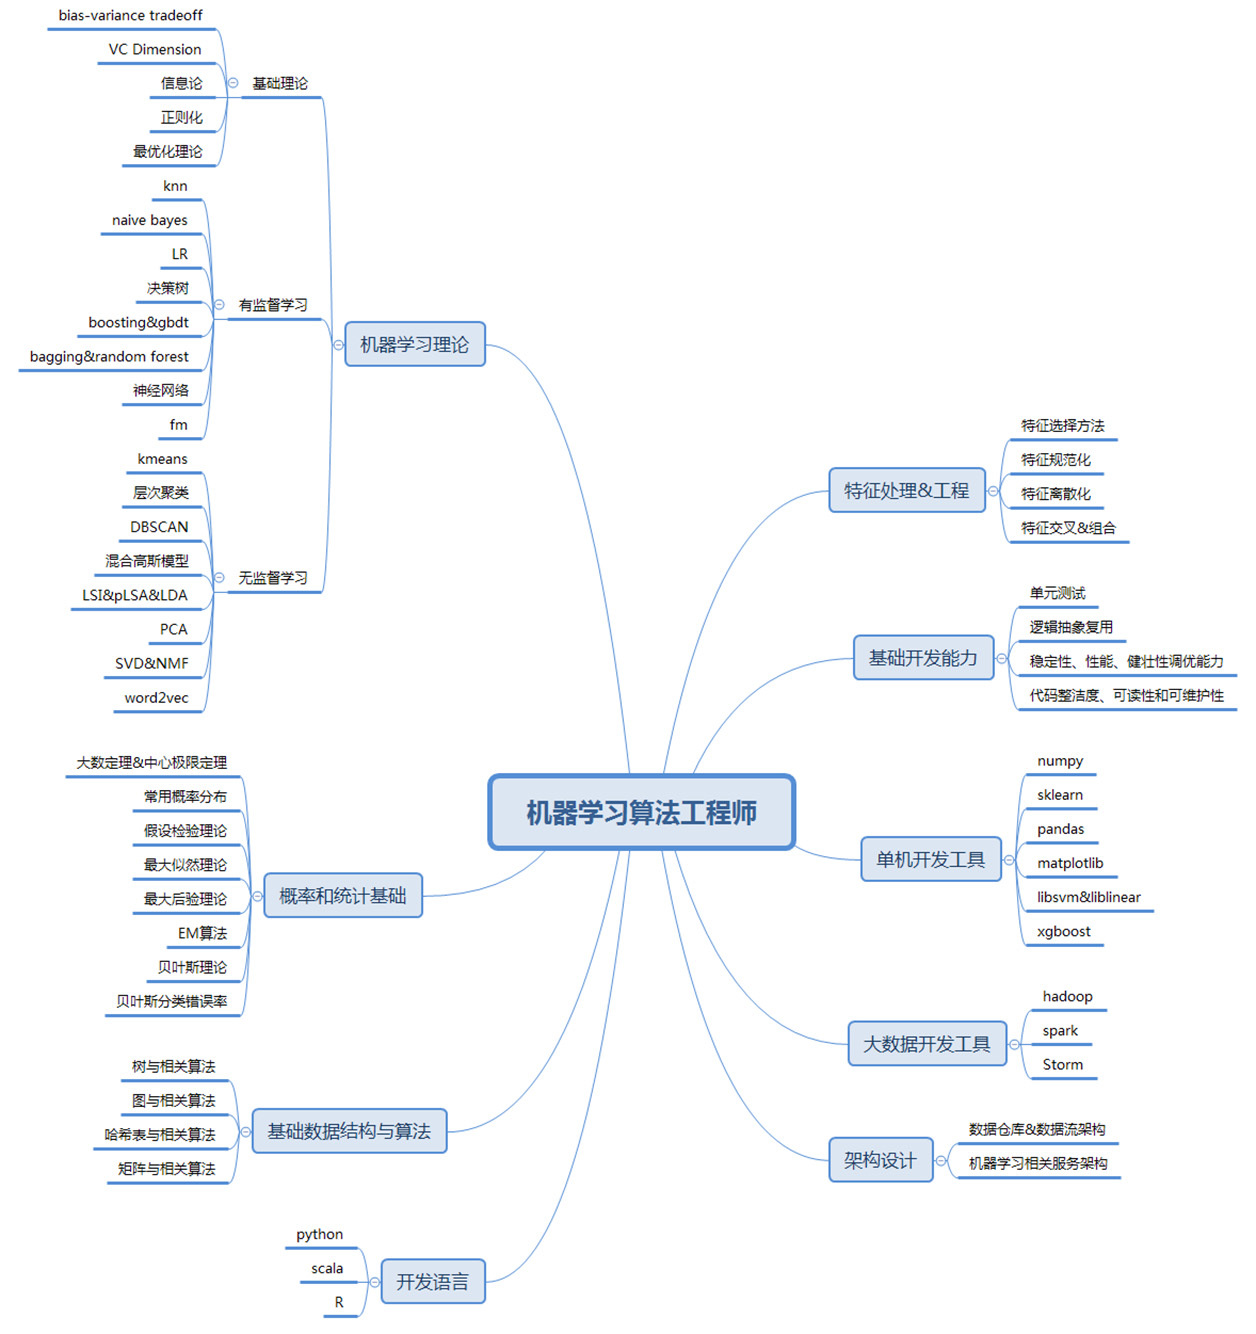 bias-variance tradeoff
VC Dimension
信息论
正则化
最优化理论
基础理论
knn
naive bayes
LR
决策树
boosting&gbdt
bagging&random forest
神经网络
fm
有监督学习
kmeans
层次聚类
DBSCAN
混合高斯模型
LSI&pLSA&LDA
PCA
SVD&NMF
word2vec
无监督学习
机器学习理论
大数定理&中心极限定理
常用概率分布
假设检验理论
最大似然理论
最大后验理论
EM算法
贝叶斯理论
贝叶斯分类错误率
概率和统计基础
树与相关算法
图与相关算法
哈希表与相关算法
矩阵与相关算法
基础数据结构与算法
python
scala
R
开发语言
机器学习算法工程师
特征处理&工程
特征选择方法
特征规范化
特征离散化
特征交叉&组合
基础开发能力
单元测试
逻辑抽象复用
稳定性、性能、健壮性调优能力
代码整洁度、可读性和可维护性
单机开发工具
numpy
sklearn
pandas
matplotlib
libsvm&liblinear
xgboost
大数据开发工具
hadoop
spark
Storm
架构设计
数据仓库&数据流架构
机器学习相关服务架构